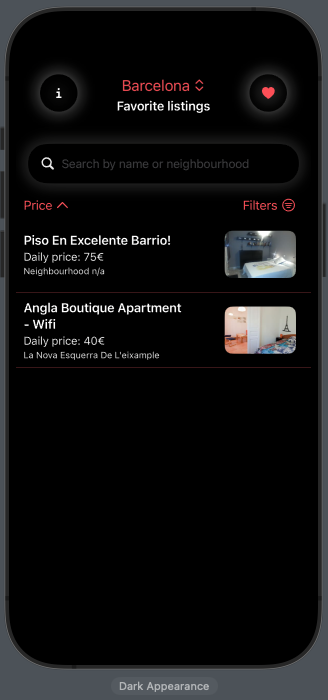 i
Barcelona
Favorite listings
Search by name or neighbourhood
Price
Filters
Piso En Excelente Barrio!
Daily price: 75€
Neighbourhood n/a
Angla Boutique Apartment
- Wifi
Daily price: 40€
La Nova Esquerra De L'eixample
Dark Appearance